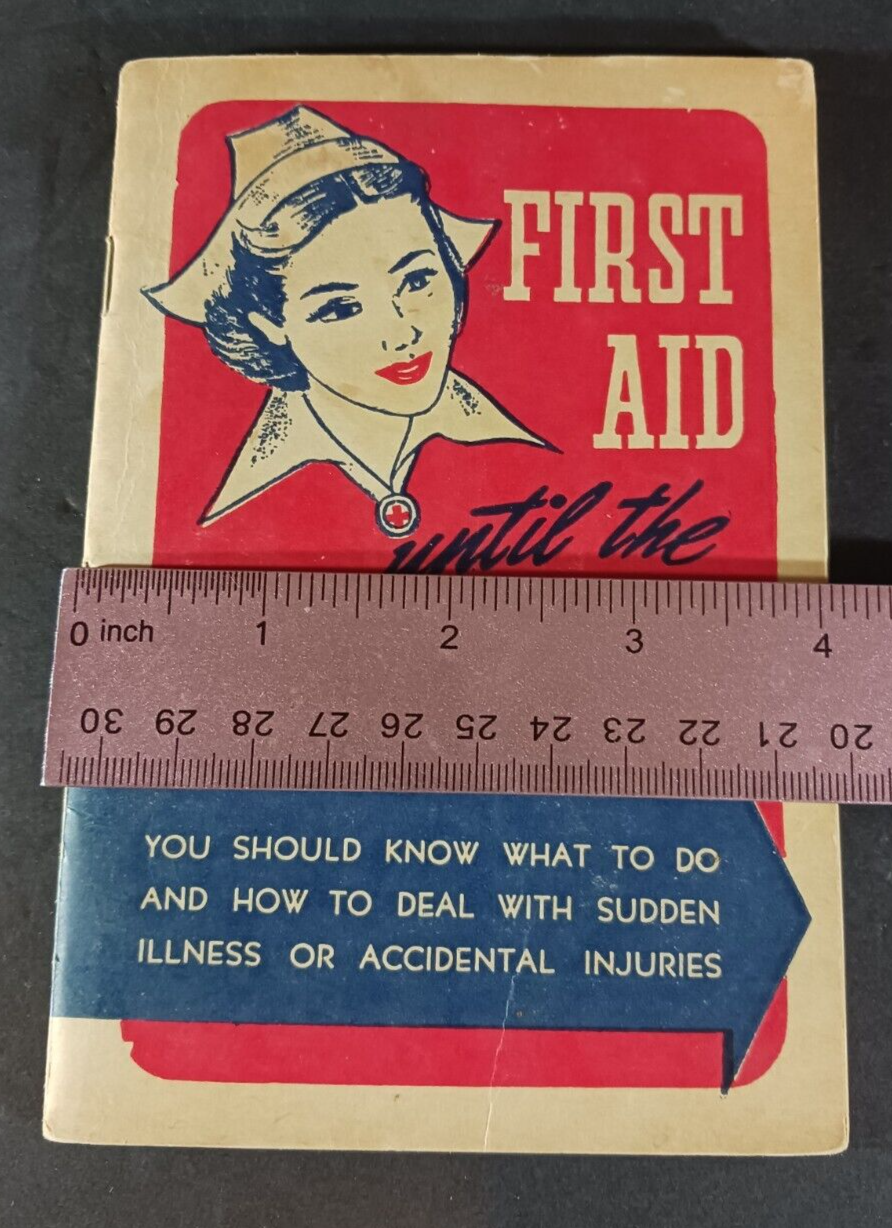 FIRST
AID
until the
0 inch 1 2 3 4
30 29 28 27 26 25 24 23 22 21 20
YOU SHOULD KNOW WHAT TO DO
AND HOW TO DEAL WITH SUDDEN
ILLNESS OR ACCIDENTAL INJURIES